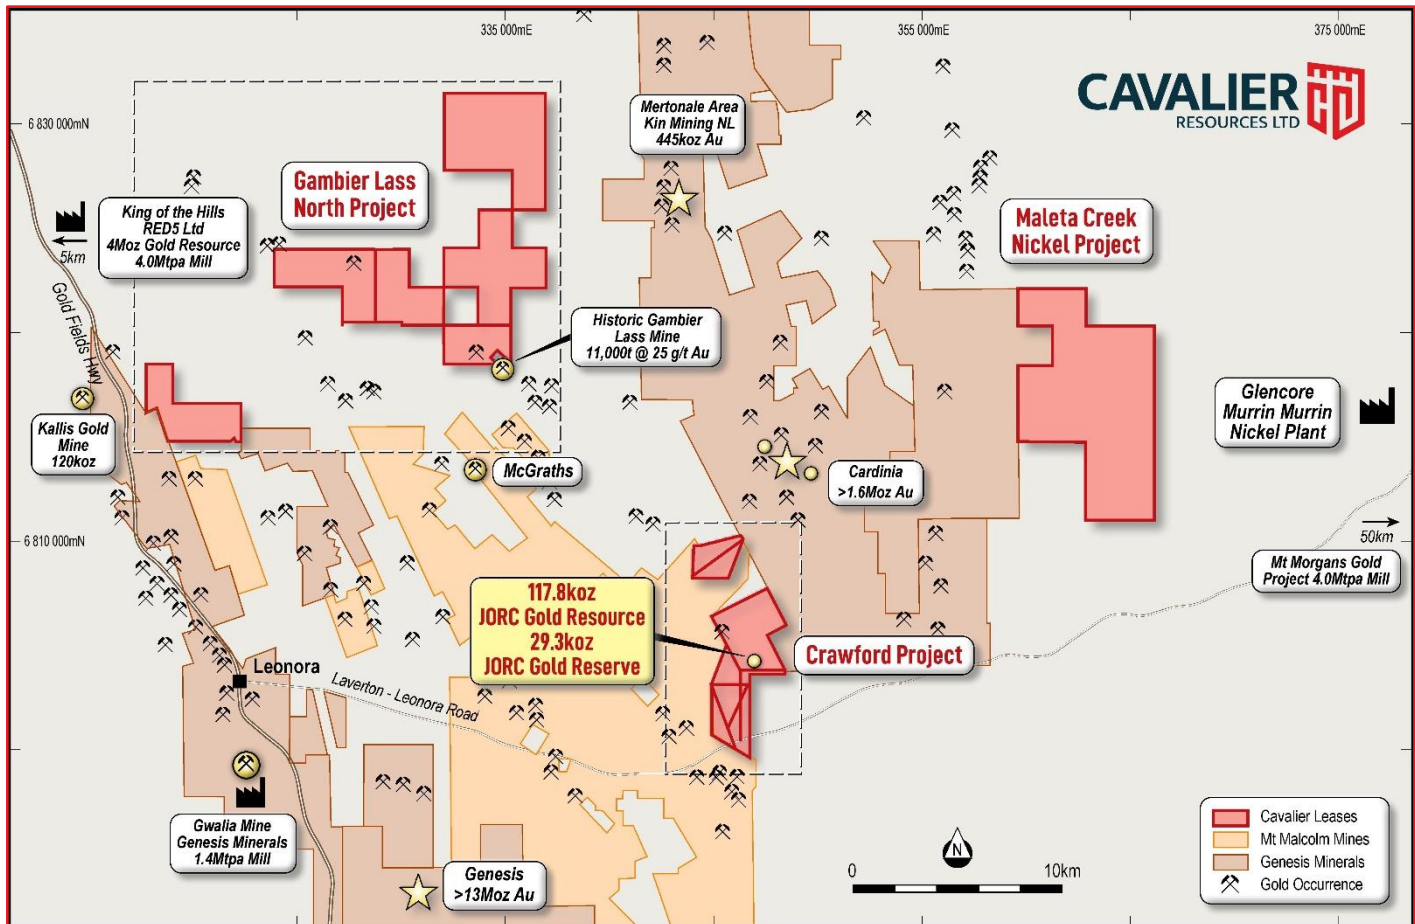 335 000mE
355 000mE
375 000mE
CAVALIER
RESOURCES LTD
6 830 000mN
Mertonale Area
Kin Mining NL
445koz Au
Gambier Lass
North Project
King of the Hills
RED5 Ltd
4Moz Gold Resource
4.0Mtpa Mill
5km
Maleta Creek
Nickel Project
Gold Fields Hwy
Historic Gambier
Lass Mine
11,000t @ 25 g/t Au
Glencore
Murrin Murrin
Nickel Plant
Kallis Gold
Mine
120koz
McGraths
Cardinia
>1.6Moz Au
6 810 000mN
50km
Mt Morgans Gold
Project 4.0Mtpa Mill
117.8koz
JORC Gold Resource
29.3koz
JORC Gold Reserve
Crawford Project
Leonora
Laverton - Leonora Road
Gwalia Mine
Genesis Minerals
1.4Mtpa Mill
Genesis
>13Moz Au
N
0
10km
Cavalier Leases
Mt Malcolm Mines
Genesis Minerals
Gold Occurrence